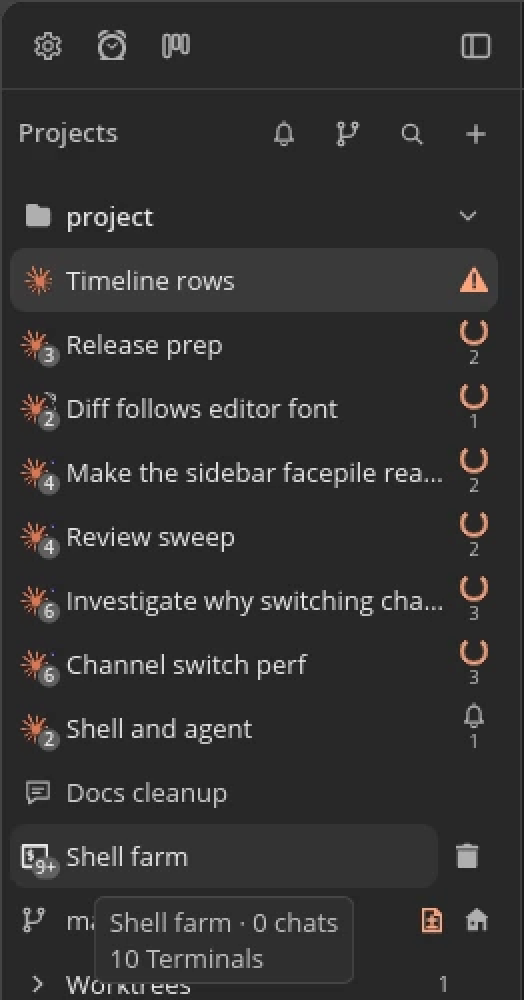 Projects
project
Timeline rows
3 Release prep 2
2 Diff follows editor font 1
4 Make the sidebar facepile rea... 2
4 Review sweep 2
6 Investigate why switching cha... 3
6 Channel switch perf 3
2 Shell and agent 1
Docs cleanup
$ 9+ Shell farm
Shell farm · 0 chats
10 Terminals
Worktrees 1